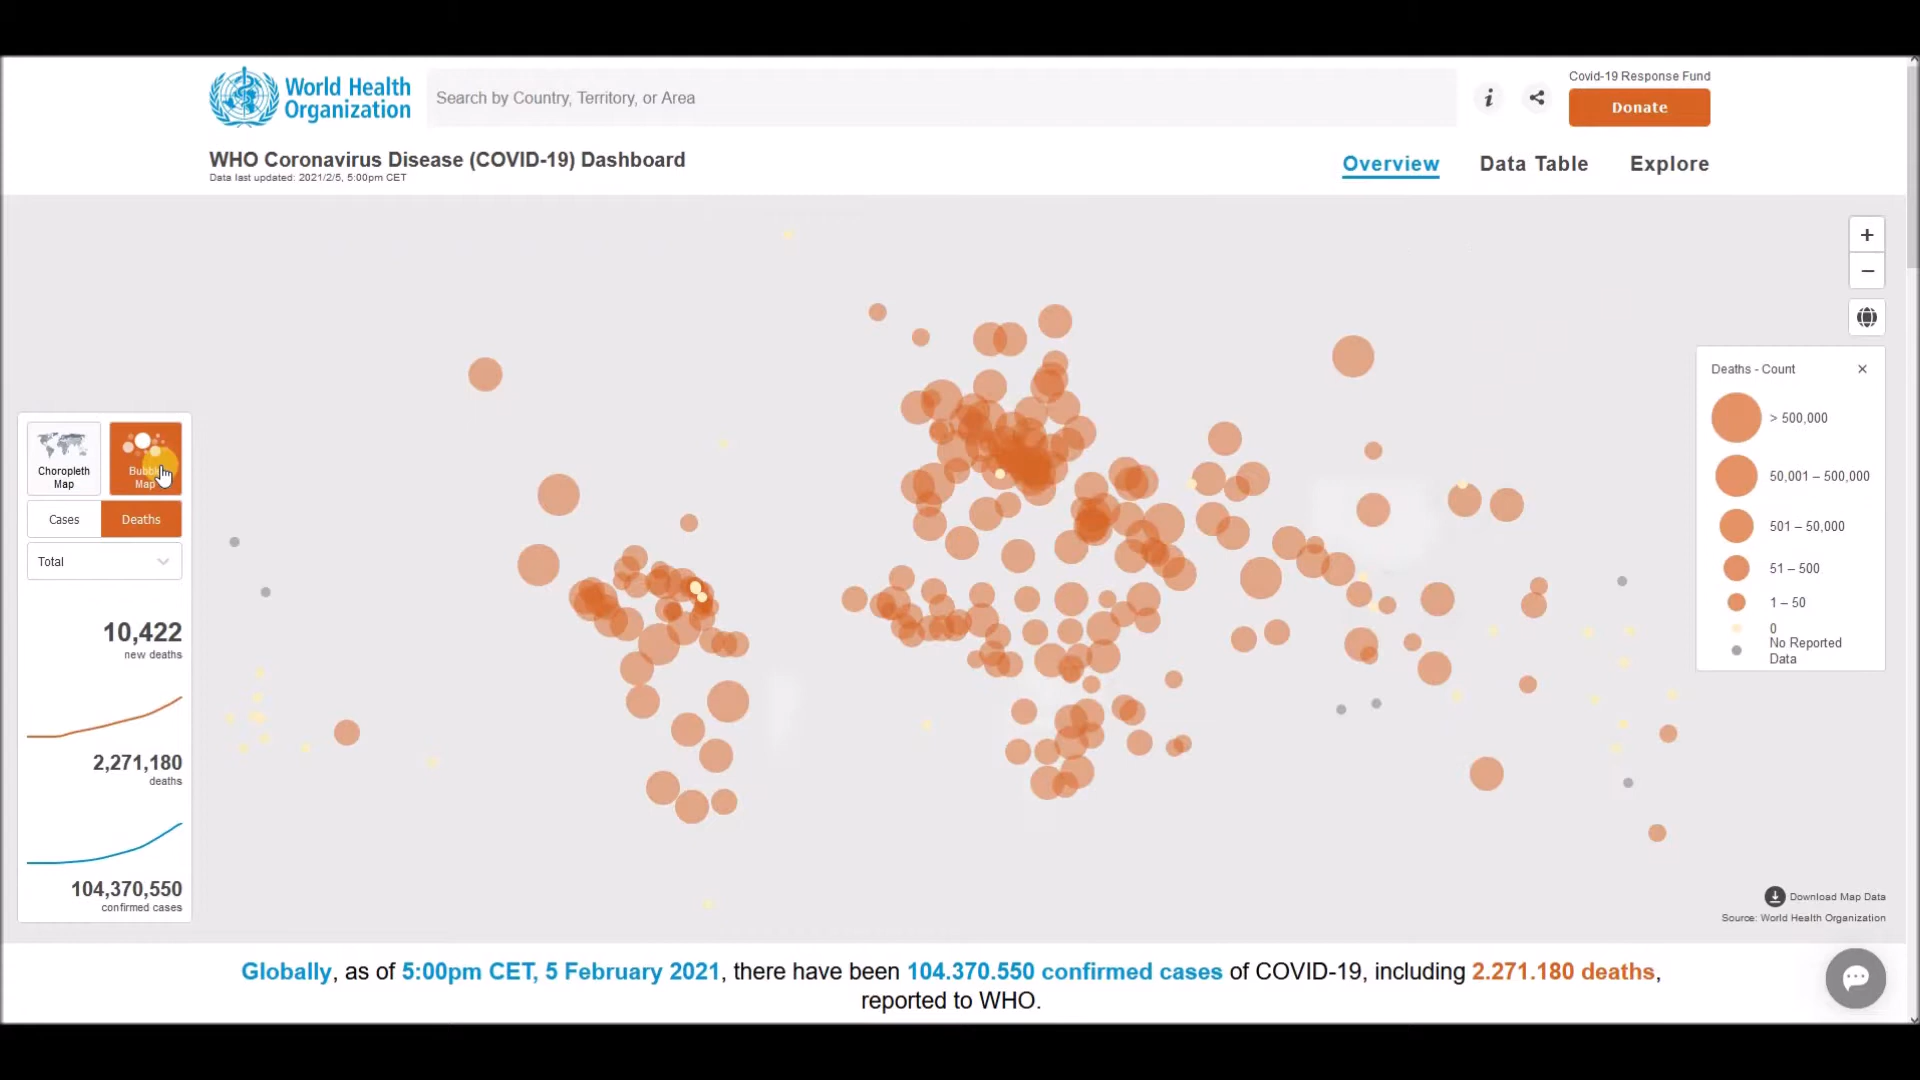 World Health
Organization
Search by Country, Territory, or Area
i
Covid-19 Response Fund
Donate
WHO Coronavirus Disease (COVID-19) Dashboard
Data last updated: 2021/2/5, 5:00pm CET
Overview
Data Table
Explore
+
−
Deaths - Count
> 500,000
50,001 – 500,000
501 – 50,000
51 – 500
1 – 50
0
No Reported
Data
Choropleth
Map
Bubble
Map
Cases
Deaths
Total
10,422
new deaths
2,271,180
deaths
104,370,550
confirmed cases
Download Map Data
Source: World Health Organization
Globally, as of 5:00pm CET, 5 February 2021, there have been 104.370.550 confirmed cases of COVID-19, including 2.271.180 deaths,
reported to WHO.